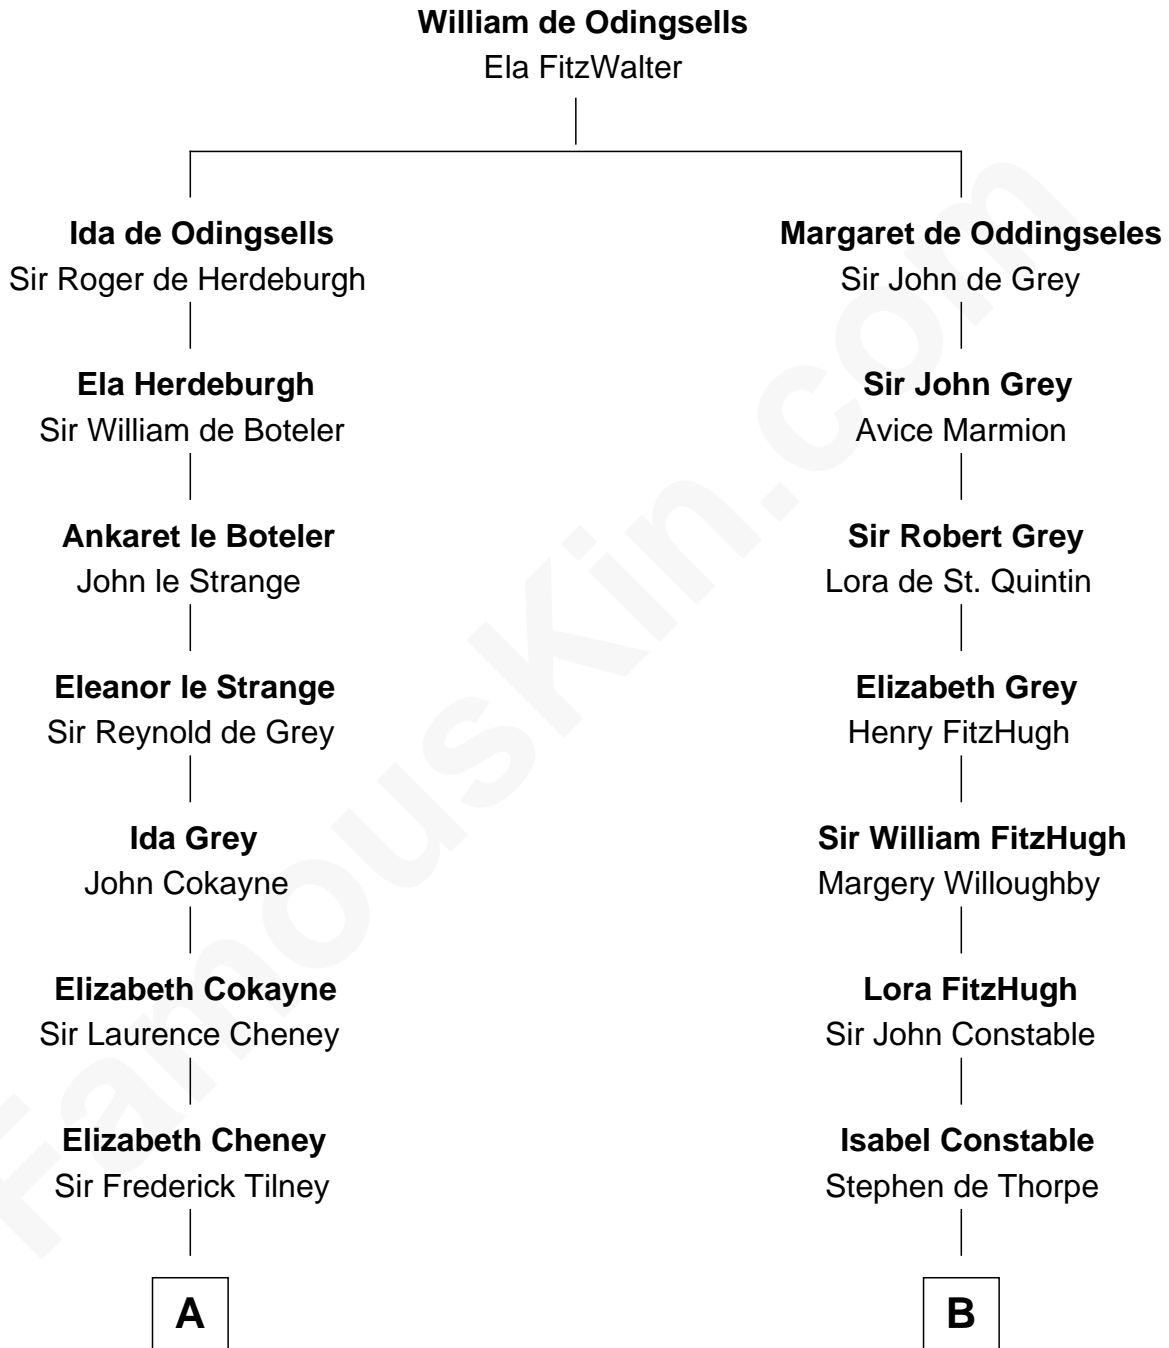 William de Odingsells
Ela FitzWalter
Ida de Odingsells
Sir Roger de Herdeburgh
Ela Herdeburgh
Sir William de Boteler
Ankaret le Boteler
John le Strange
Eleanor le Strange
Sir Reynold de Grey
Ida Grey
John Cokayne
Elizabeth Cokayne
Sir Laurence Cheney
Elizabeth Cheney
Sir Frederick Tilney
A
Margaret de Oddingseles
Sir John de Grey
Sir John Grey
Avice Marmion
Sir Robert Grey
Lora de St. Quintin
Elizabeth Grey
Henry FitzHugh
Sir William FitzHugh
Margery Willoughby
Lora FitzHugh
Sir John Constable
Isabel Constable
Stephen de Thorpe
B
FamousKin.com